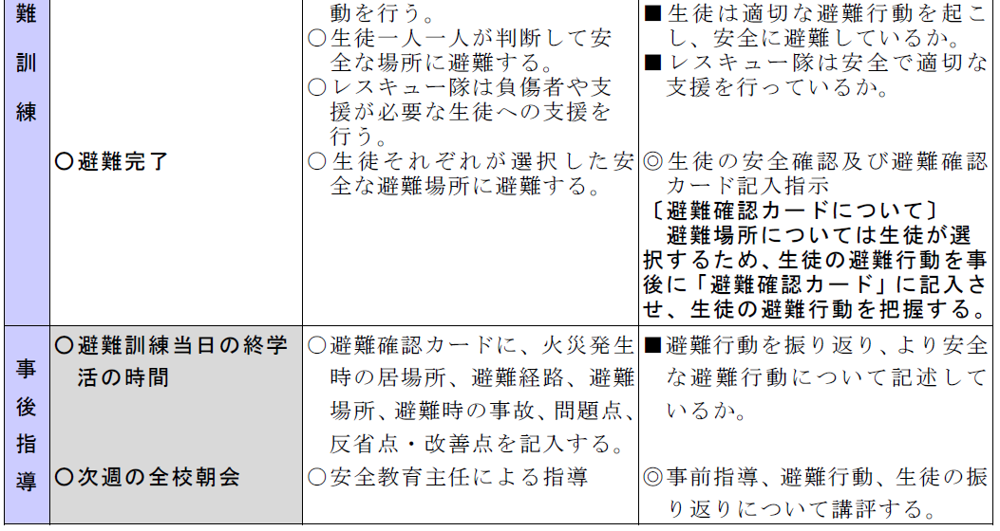 難
訓
練
動を行う。
○生徒一人一人が判断して安
全な場所に避難する。
○レスキュー隊は負傷者や支
援が必要な生徒への支援を
行う。
■生徒は適切な避難行動を起こ
し、安全に避難しているか。
■レスキュー隊は安全で適切な
支援を行っているか。
○避難完了
○生徒それぞれが選択した安
全な避難場所に避難する。
◎生徒の安全確認及び避難確認
カード記入指示
〔避難確認カードについて〕
避難場所については生徒が選
択するため、生徒の避難行動を事
後に「避難確認カード」に記入さ
せ、生徒の避難行動を把握する。
事
後
指
導
○避難訓練当日の終学
活の時間
○避難確認カードに、火災発生
時の居場所、避難経路、避難
場所、避難時の事故、問題点、
反省点・改善点を記入する。
■避難行動を振り返り、より安全
な避難行動について記述して
いるか。
○次週の全校朝会
○安全教育主任による指導
◎事前指導、避難行動、生徒の振
り返りについて講評する。